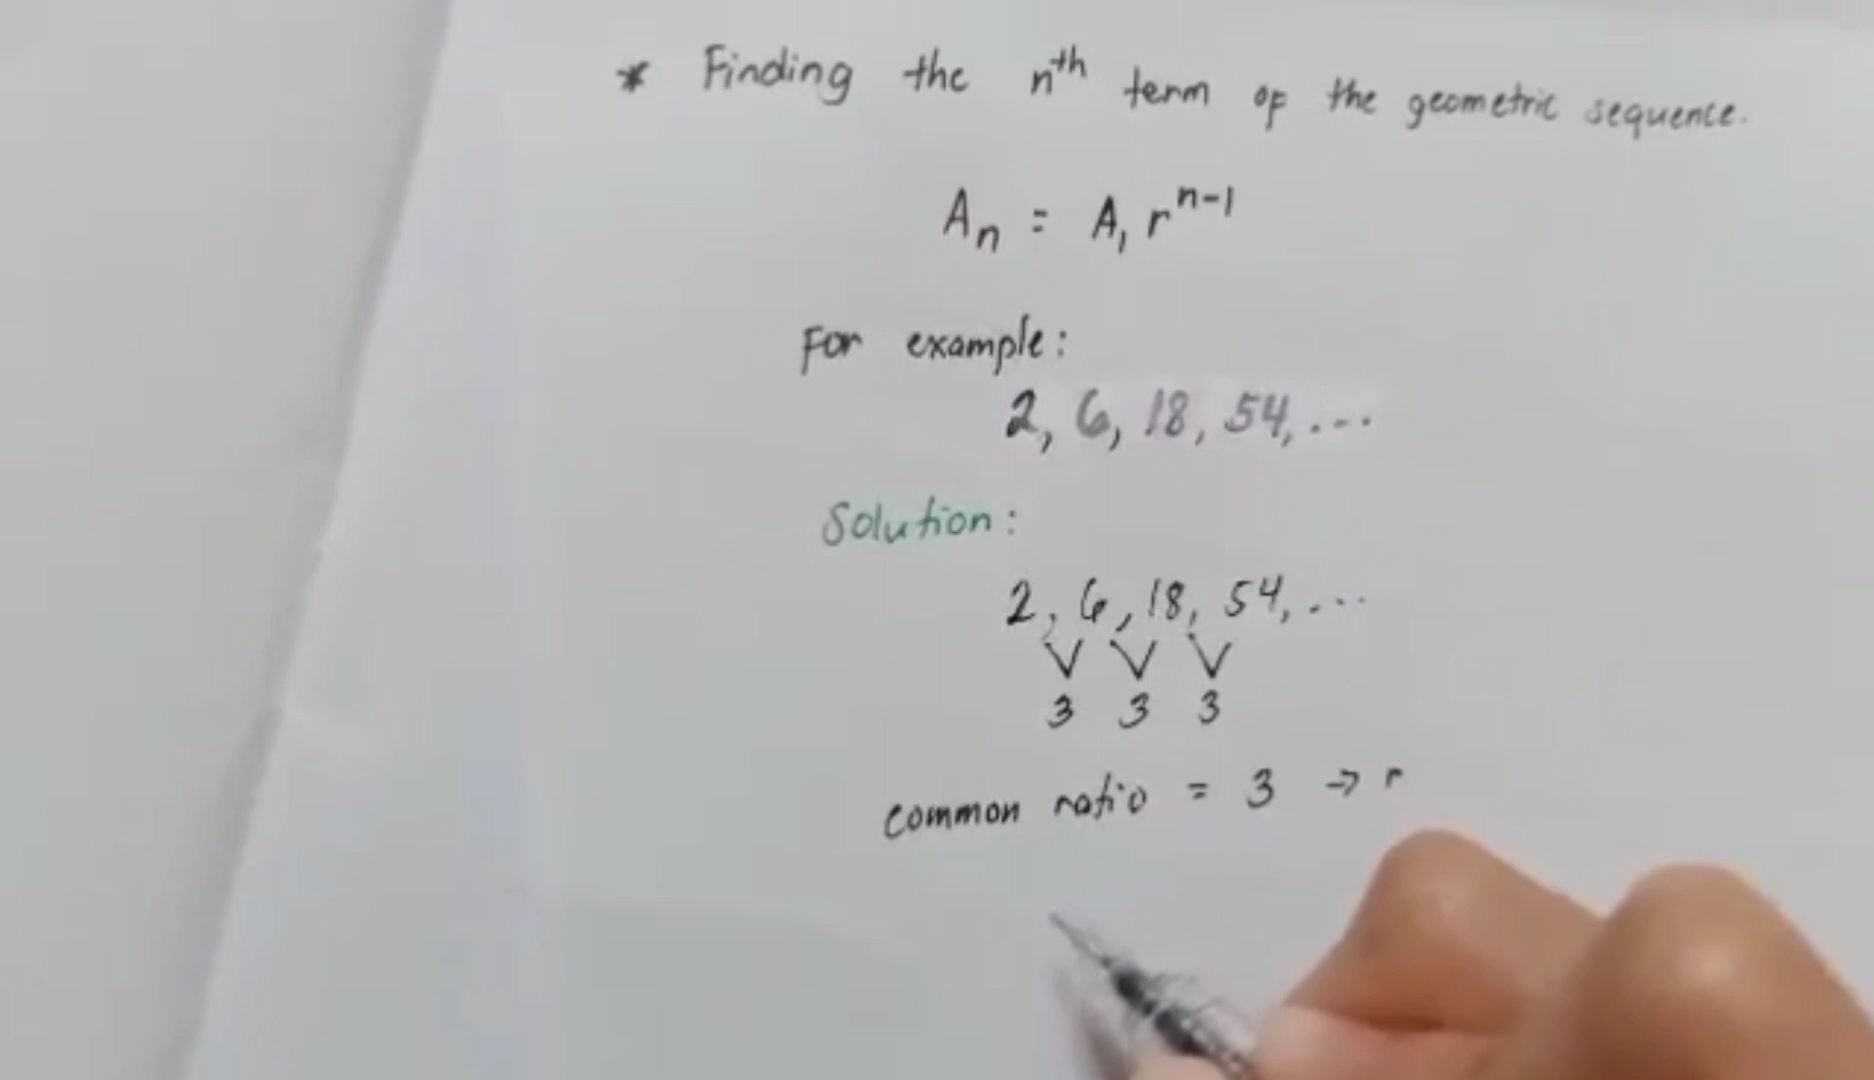 * Finding the nth term of the geometric sequence.
An = A1 r^n-1
For example:
2, 6, 18, 54, ...
Solution:
2, 6, 18, 54, ...
3 3 3
common ratio = 3 → r